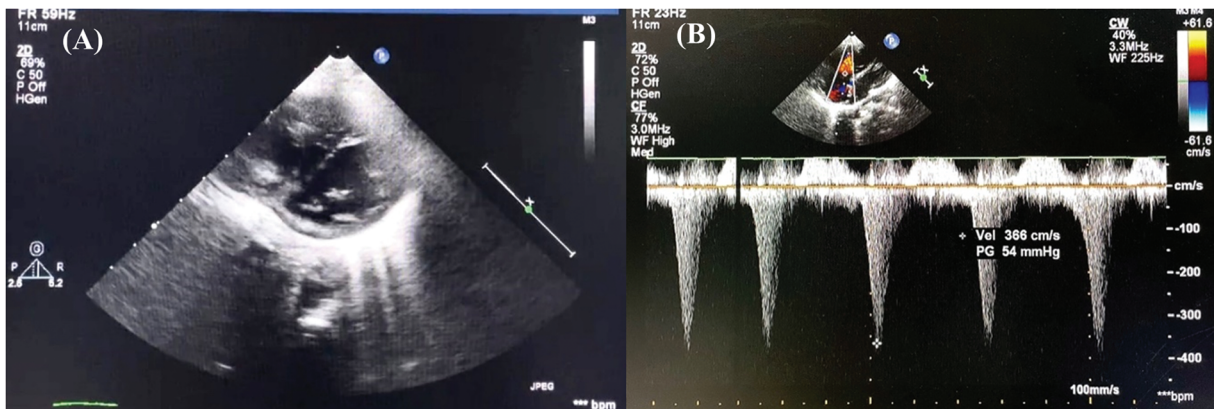 FR 59Hz
11cm
M3
(A)
2D
69%
C 50
P Off
HGen
G
P R
JPEG
*** bpm
FR 23Hz
11cm
M3 M4
+61.6
(B)
CW
40%
3.3MHz
WF 225Hz
2D
72%
C 50
P Off
HGen
CF
77%
3.0MHz
WF High
Med
-61.6
cm/s
cm/s
-100
Vel 366 cm/s
PG 54 mmHg
-200
-300
-400
100mm/s
***bpm